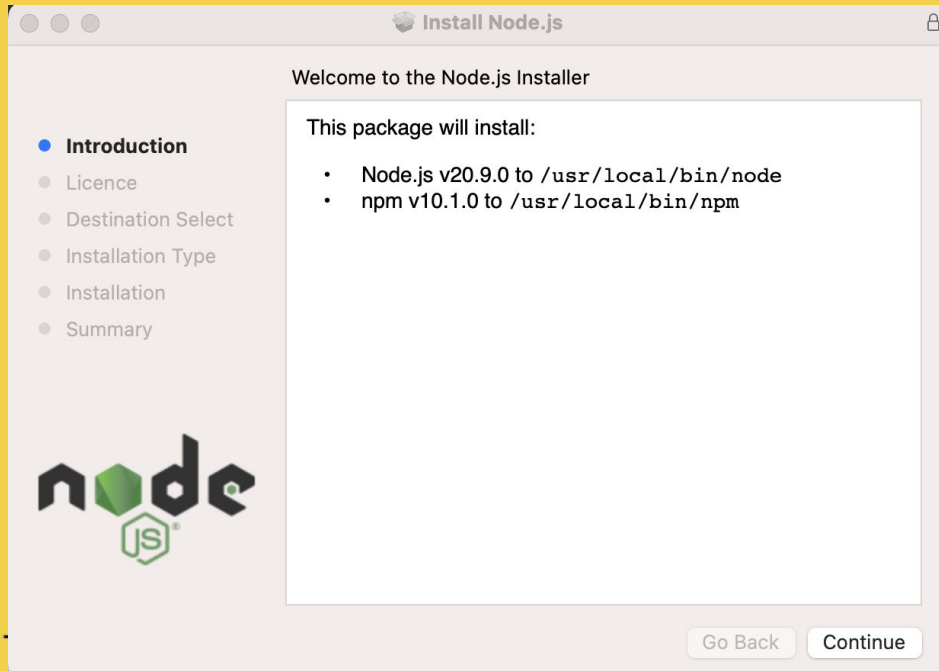 Install Node.js
Welcome to the Node.js Installer
Introduction
Licence
Destination Select
Installation Type
Installation
Summary
This package will install:
• Node.js v20.9.0 to /usr/local/bin/node
• npm v10.1.0 to /usr/local/bin/npm
node
JS®
Go Back
Continue